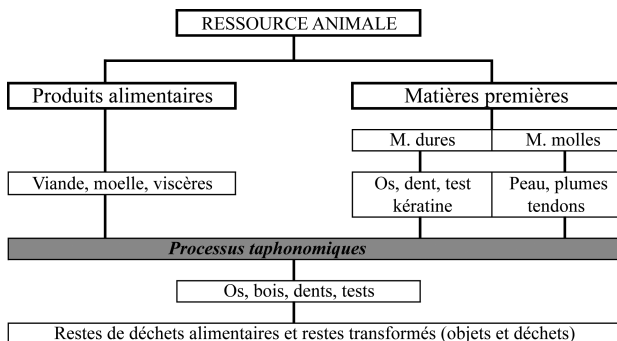 RESSOURCE ANIMALE
Produits alimentaires
Matières premières
M. dures
M. molles
Viande, moelle, viscères
Os, dent, test
kératine
Peau, plumes
tendons
Processus taphonomiques
Os, bois, dents, tests
Restes de déchets alimentaires et restes transformés (objets et déchets)